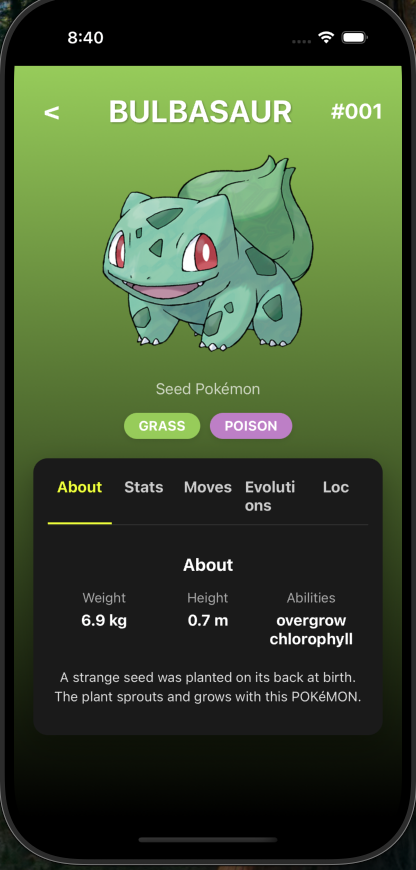 8:40
< BULBASAUR #001
Seed Pokémon
GRASS POISON
About Stats Moves Evoluti Loc
ons
About
Weight Height Abilities
6.9 kg 0.7 m overgrow
chlorophyll
A strange seed was planted on its back at birth.
The plant sprouts and grows with this POKéMON.